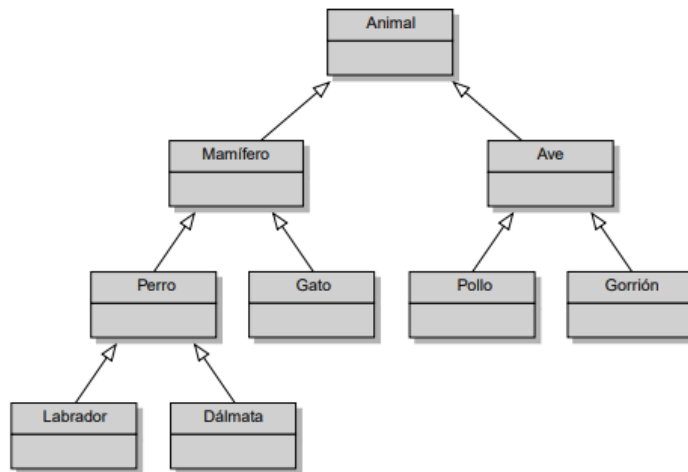 Animal
Mamífero
Ave
Perro
Gato
Pollo
Gorrión
Labrador
Dálmata